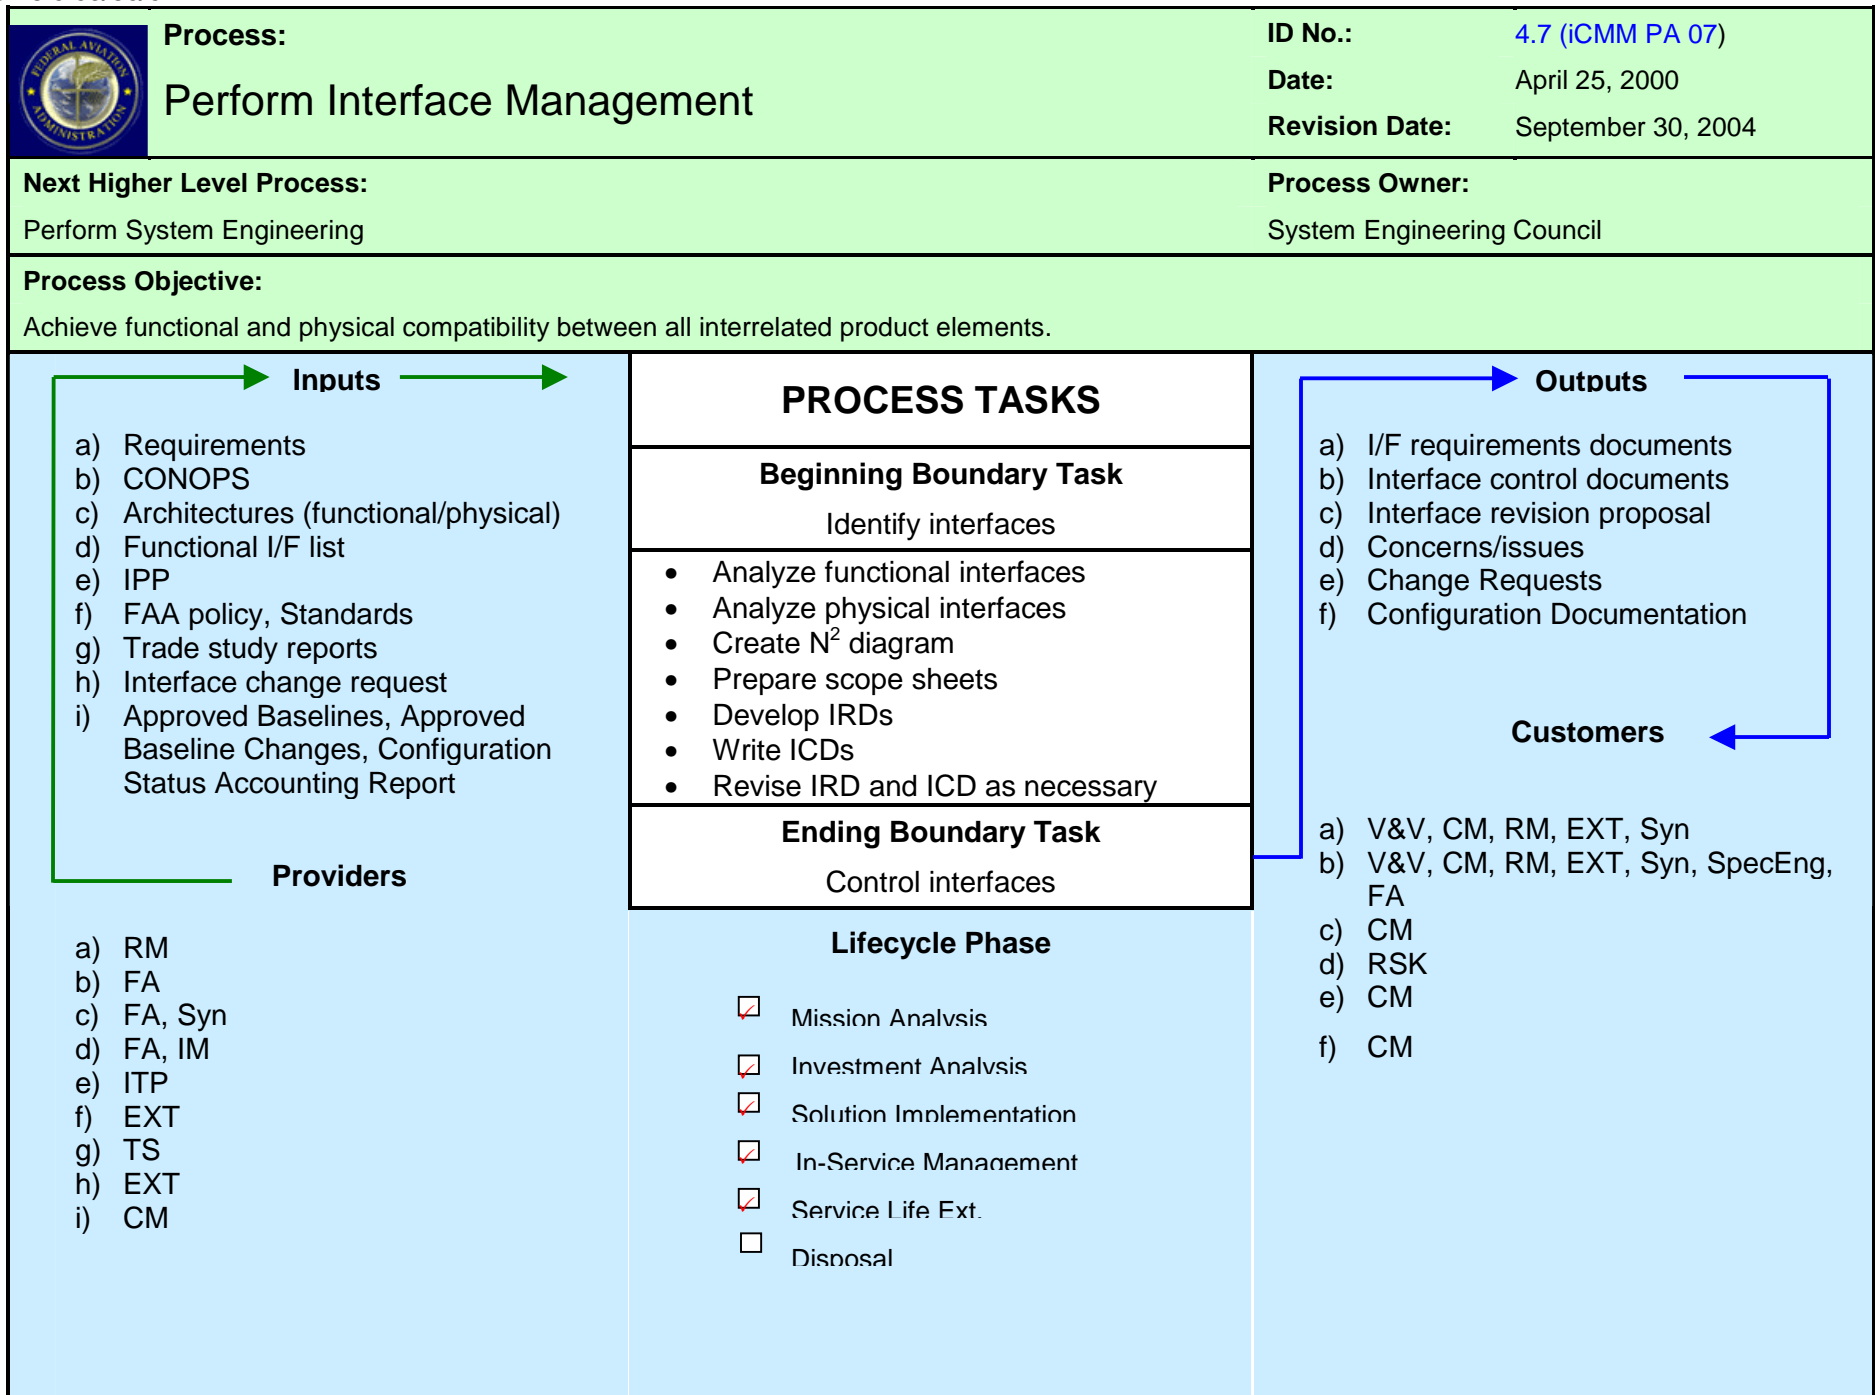 FEDERAL AVIATION
ADMINISTRATION
Process:
Perform Interface Management
ID No.: 4.7 (iCMM PA 07)
Date: April 25, 2000
Revision Date: September 30, 2004
Next Higher Level Process:
Perform System Engineering
Process Owner:
System Engineering Council
Process Objective:
Achieve functional and physical compatibility between all interrelated product elements.
Inputs
a) Requirements
b) CONOPS
c) Architectures (functional/physical)
d) Functional I/F list
e) IPP
f) FAA policy, Standards
g) Trade study reports
h) Interface change request
i) Approved Baselines, Approved
Baseline Changes, Configuration
Status Accounting Report
Providers
a) RM
b) FA
c) FA, Syn
d) FA, IM
e) ITP
f) EXT
g) TS
h) EXT
i) CM
PROCESS TASKS
Beginning Boundary Task
Identify interfaces
• Analyze functional interfaces
• Analyze physical interfaces
• Create N2 diagram
• Prepare scope sheets
• Develop IRDs
• Write ICDs
• Revise IRD and ICD as necessary
Ending Boundary Task
Control interfaces
Lifecycle Phase
Mission Analysis
Investment Analysis
Solution Implementation
In-Service Management
Service Life Ext.
Disposal
Outputs
a) I/F requirements documents
b) Interface control documents
c) Interface revision proposal
d) Concerns/issues
e) Change Requests
f) Configuration Documentation
Customers
a) V&V, CM, RM, EXT, Syn
b) V&V, CM, RM, EXT, Syn, SpecEng,
FA
c) CM
d) RSK
e) CM
f) CM